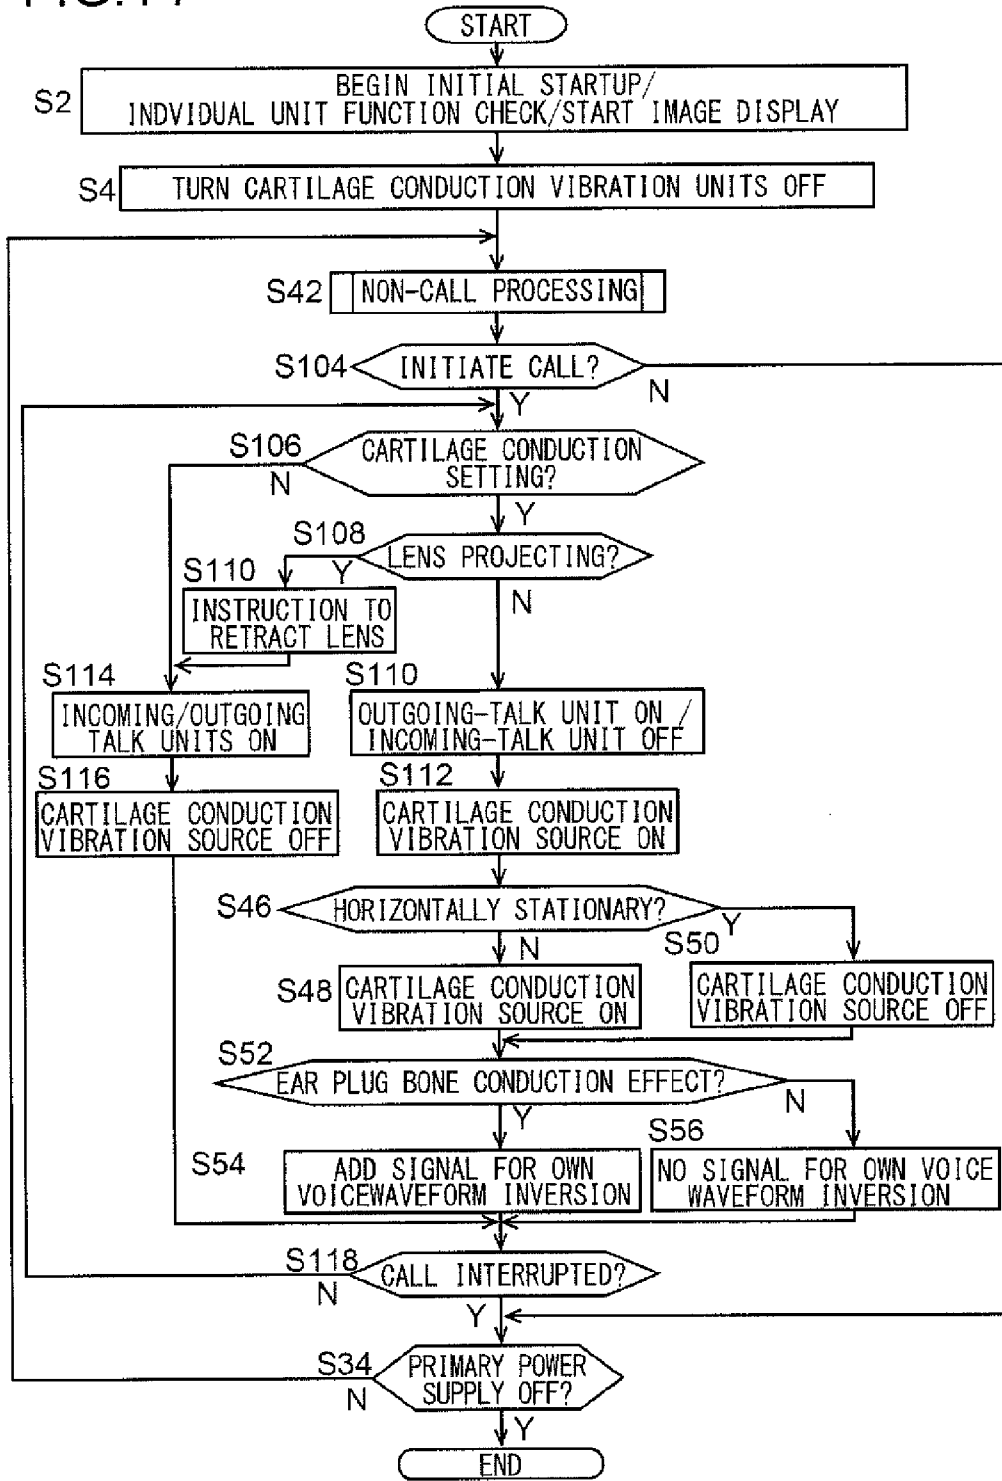 START
S2
BEGIN INITIAL STARTUP/
INDVIDUAL UNIT FUNCTION CHECK/START IMAGE DISPLAY
S4
TURN CARTILAGE CONDUCTION VIBRATION UNITS OFF
S42
NON-CALL PROCESSING
S104
INITIATE CALL?
N
Y
S106
CARTILAGE CONDUCTION
SETTING?
N
Y
S108
LENS PROJECTING?
Y
N
S110
INSTRUCTION TO
RETRACT LENS
S114
INCOMING/OUTGOING
TALK UNITS ON
S110
OUTGOING-TALK UNIT ON /
INCOMING-TALK UNIT OFF
S116
CARTILAGE CONDUCTION
VIBRATION SOURCE OFF
S112
CARTILAGE CONDUCTION
VIBRATION SOURCE ON
S46
HORIZONTALLY STATIONARY?
Y
N
S48
CARTILAGE CONDUCTION
VIBRATION SOURCE ON
S50
CARTILAGE CONDUCTION
VIBRATION SOURCE OFF
S52
EAR PLUG BONE CONDUCTION EFFECT?
N
Y
S54
ADD SIGNAL FOR OWN
VOICEWAVEFORM INVERSION
S56
NO SIGNAL FOR OWN VOICE
WAVEFORM INVERSION
S118
CALL INTERRUPTED?
N
Y
S34
PRIMARY POWER
SUPPLY OFF?
N
Y
END